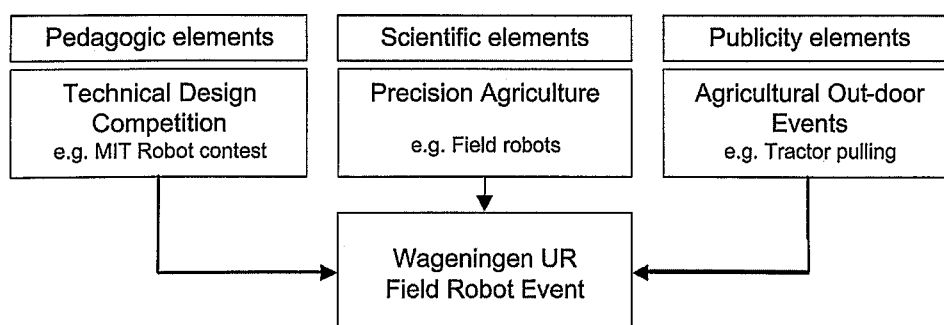 Pedagogic elements
Scientific elements
Publicity elements
Technical Design
Competition
e.g. MIT Robot contest
Precision Agriculture
e.g. Field robots
Agricultural Out-door
Events
e.g. Tractor pulling
Wageningen UR
Field Robot Event